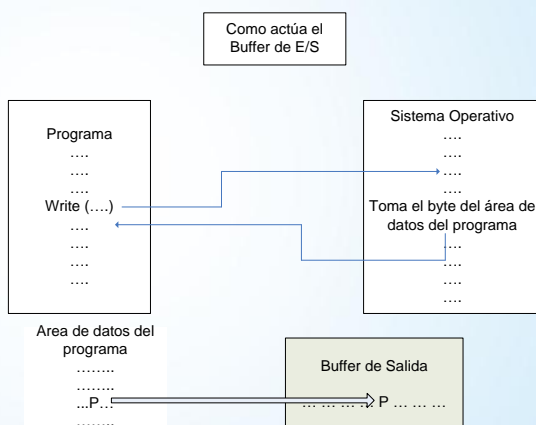 Como actúa el
Buffer de E/S
Programa
....
....
....
Write (....)
....
....
....
....
Sistema Operativo
....
....
....
....
Toma el byte del área de
datos del programa
....
....
....
....
Area de datos del
programa
........
........
...P...
........
Buffer de Salida
... ... ... ... P ... ... ...